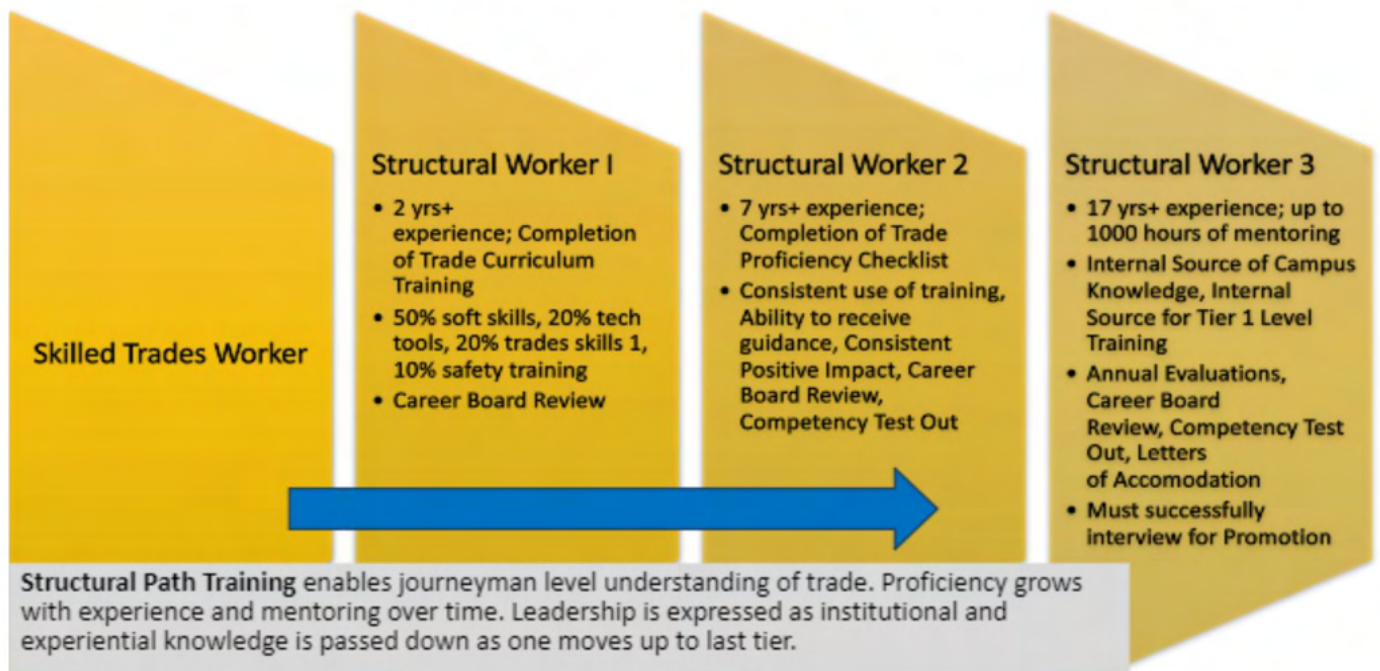 Skilled Trades Worker
Structural Worker I
• 2 yrs+
experience; Completion
of Trade Curriculum
Training
• 50% soft skills, 20% tech
tools, 20% trades skills 1,
10% safety training
• Career Board Review
Structural Worker 2
• 7 yrs+ experience;
Completion of Trade
Proficiency Checklist
• Consistent use of training,
Ability to receive
guidance, Consistent
Positive Impact, Career
Board Review,
Competency Test Out
Structural Worker 3
• 17 yrs+ experience; up to
1000 hours of mentoring
• Internal Source of Campus
Knowledge, Internal
Source for Tier 1 Level
Training
• Annual Evaluations,
Career Board
Review, Competency Test
Out, Letters
of Accomodation
• Must successfully
interview for Promotion
Structural Path Training enables journeyman level understanding of trade. Proficiency grows
with experience and mentoring over time. Leadership is expressed as institutional and
experiential knowledge is passed down as one moves up to last tier.